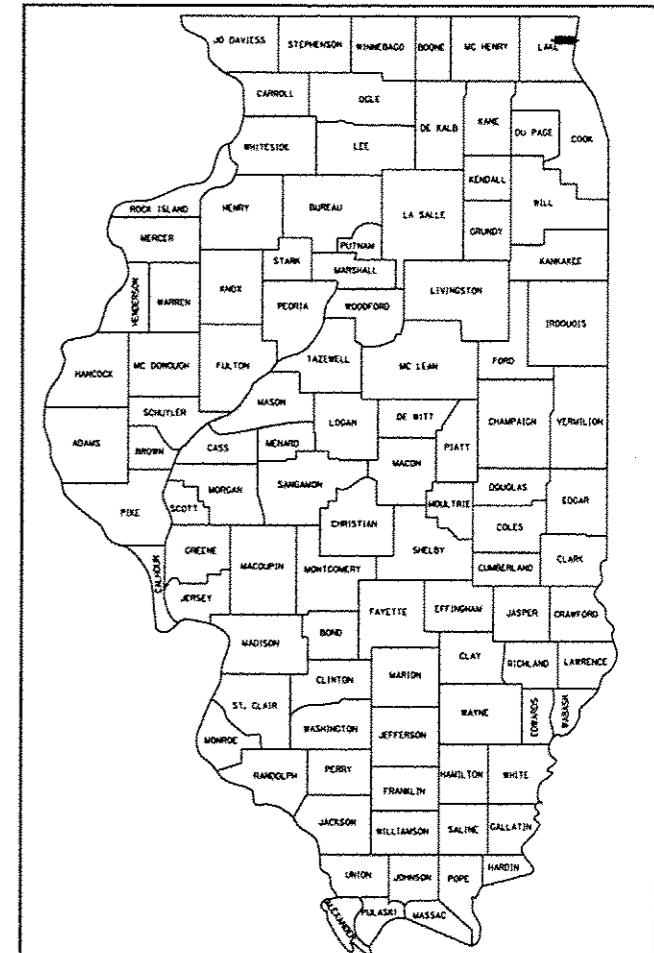 JO DAVIESS
STEPHENSON
WINNEBAGO
BOONE
MC HENRY
LAKE
CARROLL
OGLE
DE KALB
KANE
DU PAGE
COOK
WHITESIDE
LEE
KENDALL
WILL
ROCK ISLAND
HENRY
BUREAU
LA SALLE
GRUNDY
MERCER
PUTNAM
KANKAKEE
STARK
MARSHALL
HENDERSON
WARREN
KNOX
PEORIA
WOODFORD
LIVINGSTON
IROQUOIS
HANCOCK
MC DONOUGH
FULTON
TAZEWELL
MC LEAN
FORD
MASON
SCHUYLER
LOGAN
DE WITT
CHAMPAIGN
VERMILION
ADAMS
BROWN
CASS
MENARD
PIATT
MACON
MORGAN
SANGAMON
DOUGLAS
EDGAR
PIKE
SCOTT
MOULTRIE
CHRISTIAN
COLES
GREENE
SHELBY
MACOUPIN
MONTGOMERY
CUMBERLAND
CLARK
CALHOUN
JERSEY
FAYETTE
EFFINGHAM
JASPER
CRAWFORD
MADISON
BOND
CLAY
RICHLAND
LAWRENCE
CLINTON
MARION
ST. CLAIR
WAYNE
EDWARDS
WABASH
WASHINGTON
JEFFERSON
MONROE
RANDOLPH
PERRY
HAMILTON
WHITE
FRANKLIN
JACKSON
WILLIAMSON
SALINE
GALLATIN
UNION
JOHNSON
POPE
HARDIN
ALEXANDER
PULASKI
MASSAC